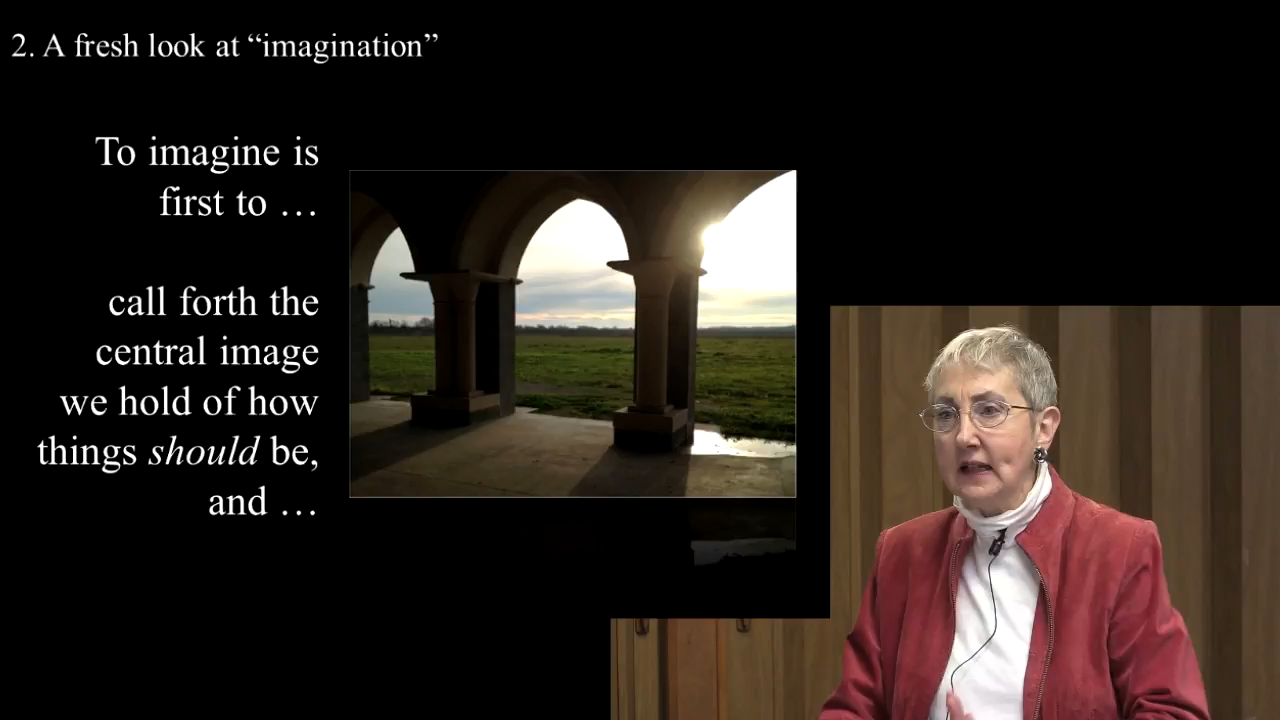 2. A fresh look at “imagination”
To imagine is
first to …
call forth the
central image
we hold of how
things should be,
and …